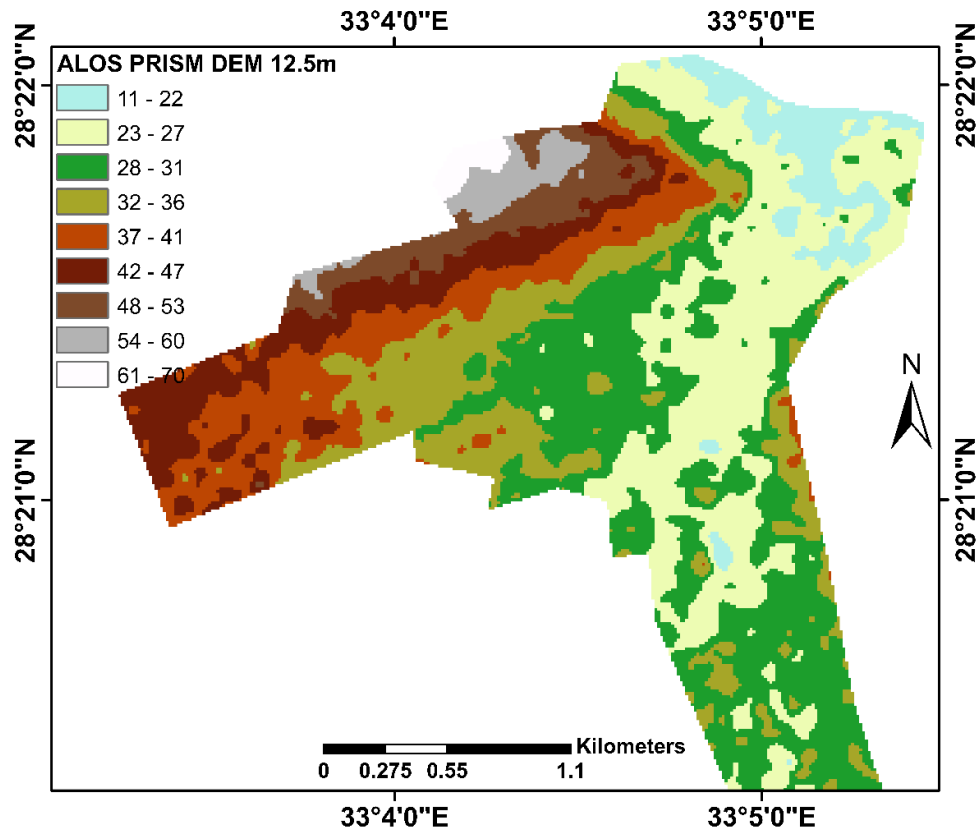 33°4'0"E 33°5'0"E
28°22'0"N 28°22'0"N
ALOS PRISM DEM 12.5m
11 - 22
23 - 27
28 - 31
32 - 36
37 - 41
42 - 47
48 - 53
54 - 60
61 - 70
N
28°21'0"N 28°21'0"N
Kilometers
0 0.275 0.55 1.1
33°4'0"E 33°5'0"E